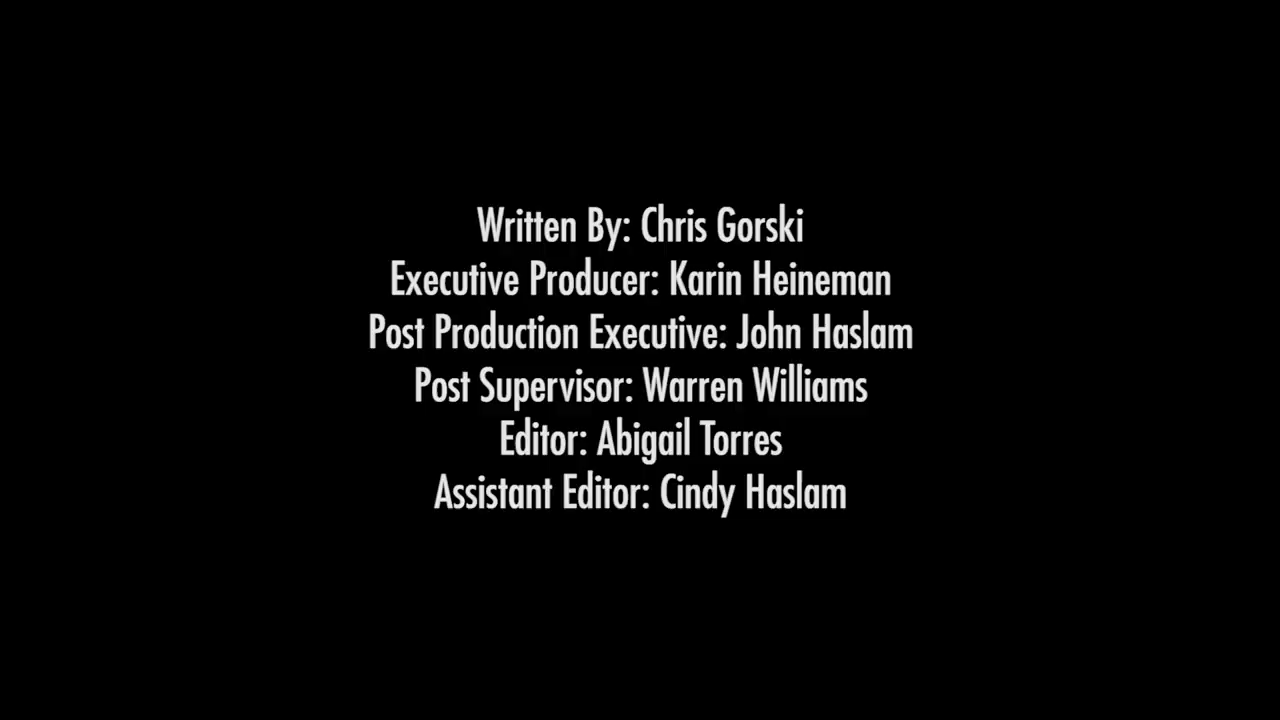 Written By: Chris Gorski
Executive Producer: Karin Heineman
Post Production Executive: John Haslam
Post Supervisor: Warren Williams
Editor: Abigail Torres
Assistant Editor: Cindy Haslam